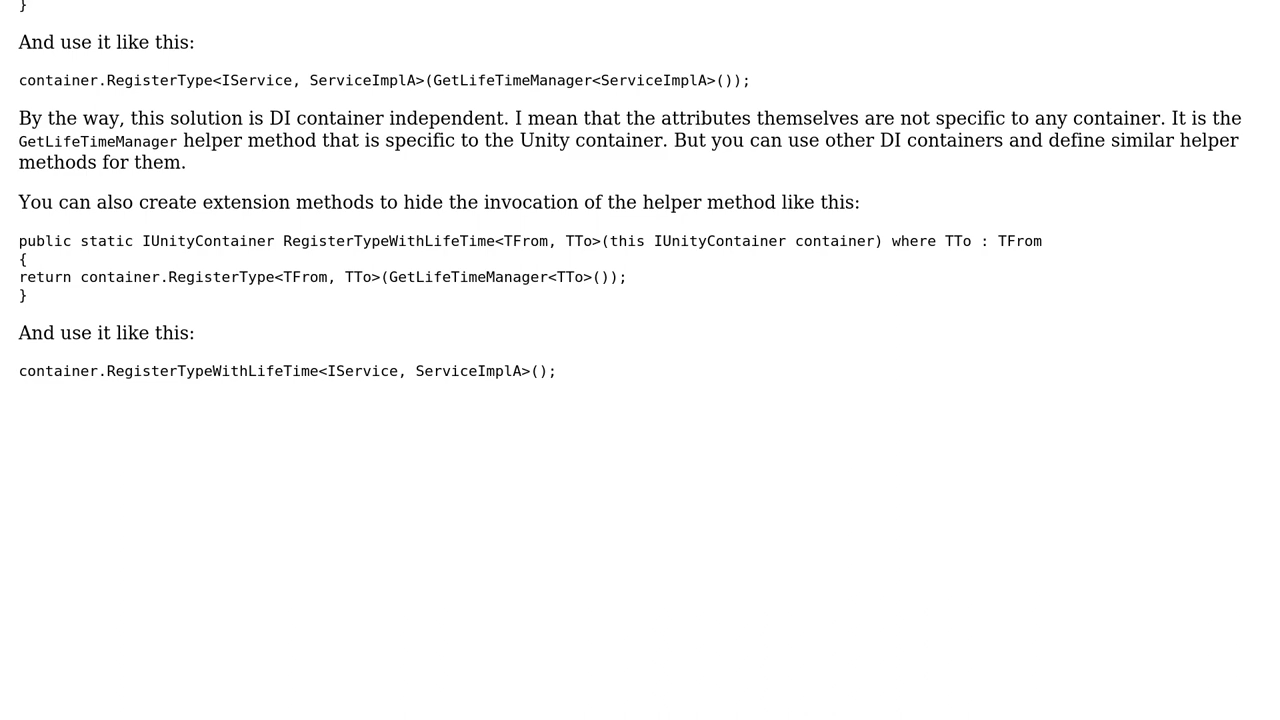 }
And use it like this:
container.RegisterType<IService, ServiceImplA>(GetLifeTimeManager<ServiceImplA>());
By the way, this solution is DI container independent. I mean that the attributes themselves are not specific to any container. It is the
GetLifeTimeManager helper method that is specific to the Unity container. But you can use other DI containers and define similar helper
methods for them.
You can also create extension methods to hide the invocation of the helper method like this:
public static IUnityContainer RegisterTypeWithLifeTime<TFrom, TTo>(this IUnityContainer container) where TTo : TFrom
{
return container.RegisterType<TFrom, TTo>(GetLifeTimeManager<TTo>());
}
And use it like this:
container.RegisterTypeWithLifeTime<IService, ServiceImplA>();